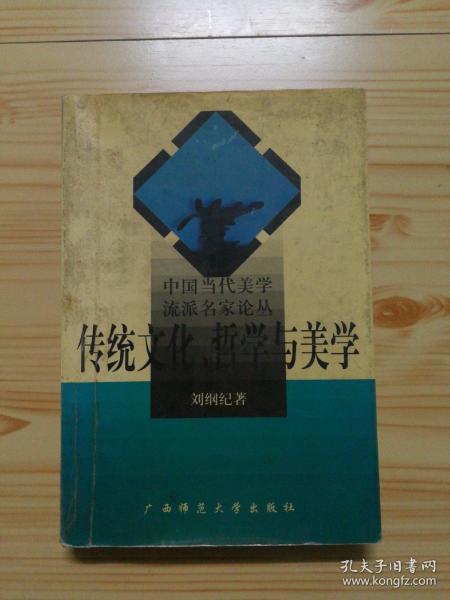 中国当代美学
流派名家论丛
传统文化、哲学与美学
刘纲纪著
广西师范大学出版社
孔夫子旧书网
www.kongfz.com